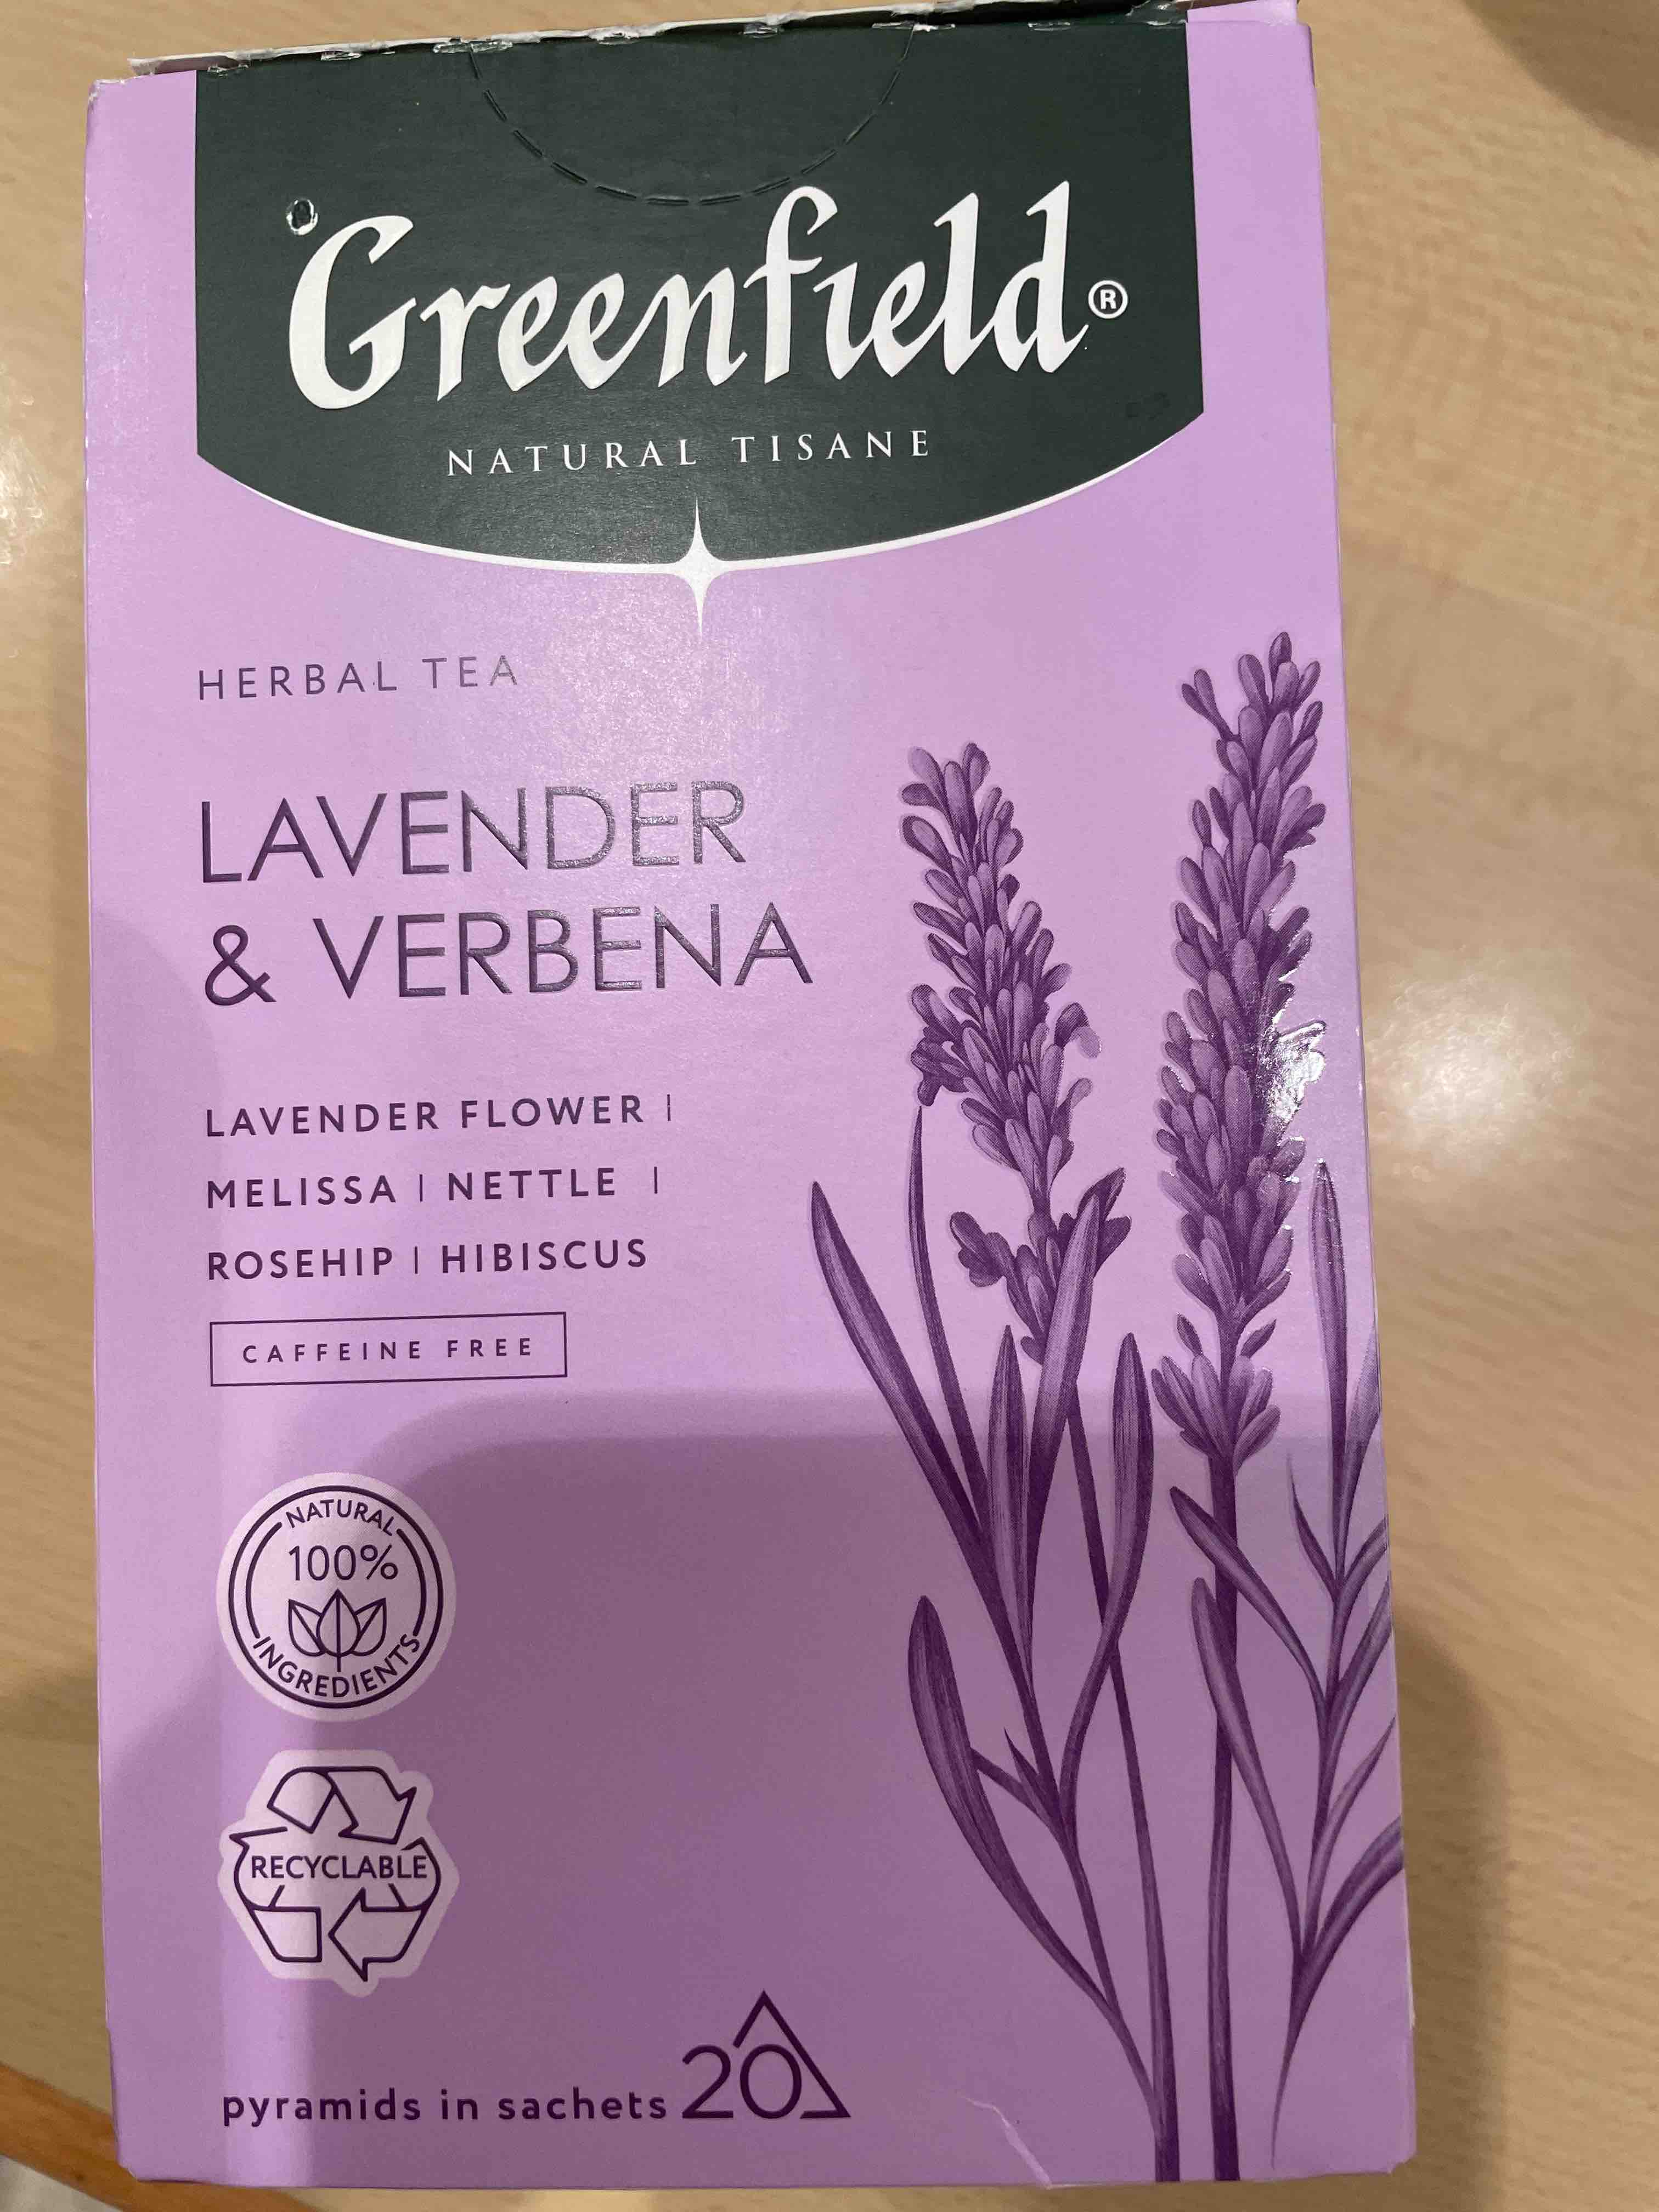 Greenfield®
NATURAL TISANE
HERBAL TEA
LAVENDER
& VERBENA
LAVENDER FLOWER |
MELISSA | NETTLE |
ROSEHIP | HIBISCUS
CAFFEINE FREE
NATURAL
100%
INGREDIENTS
RECYCLABLE
pyramids in sachets 20